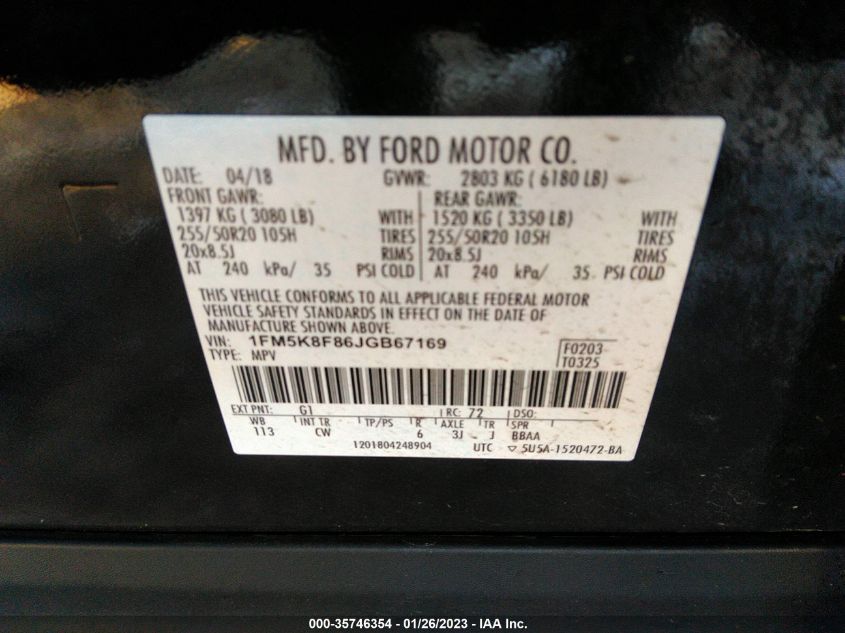 MFD. BY FORD MOTOR CO.
DATE: 04/18 GVWR: 2803 KG ( 6180 LB)
FRONT GAWR: REAR GAWR:
1397 KG ( 3080 LB) WITH 1520 KG ( 3350 LB) WITH
255/50R20 105H TIRES 255/50R20 105H TIRES
20x8.5J RIMS 20x8.5J RIMS
AT 240 kPa/ 35 PSI COLD AT 240 kPa/ 35 PSI COLD
THIS VEHICLE CONFORMS TO ALL APPLICABLE FEDERAL MOTOR
VEHICLE SAFETY STANDARDS IN EFFECT ON THE DATE OF
MANUFACTURE SHOWN ABOVE.
VIN: 1FM5K8F86JGB67169 F0203
TYPE: MPV T0325
EXT PNT: G1 RC: 72 DSO:
WB INT TR TP/PS R AXLE TR SPR
113 CW 6 3J J BBAA
1201804248904 UTC ▽ 5U5A-1520472-BA
000-35746354 / 01/26/2023 / IAA Inc.